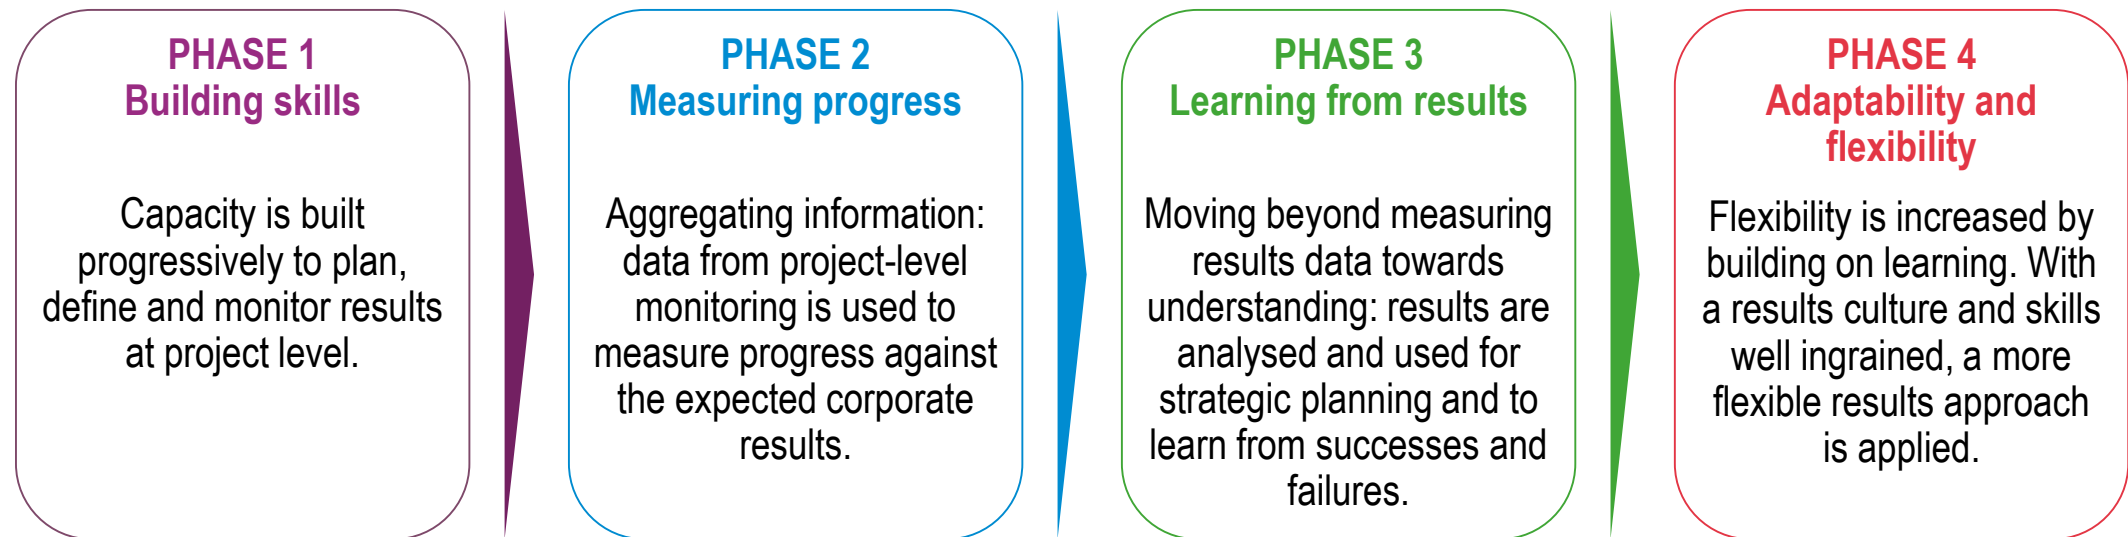 PHASE 1
Building skills
Capacity is built
progressively to plan,
define and monitor results
at project level.
PHASE 2
Measuring progress
Aggregating information:
data from project-level
monitoring is used to
measure progress against
the expected corporate
results.
PHASE 3
Learning from results
Moving beyond measuring
results data towards
understanding: results are
analysed and used for
strategic planning and to
learn from successes and
failures.
PHASE 4
Adaptability and
flexibility
Flexibility is increased by
building on learning. With
a results culture and skills
well ingrained, a more
flexible results approach
is applied.